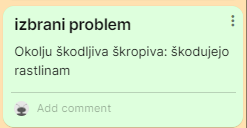 izbrani problem
Okolju škodljiva škropiva: škodujejo
rastlinam
Add comment